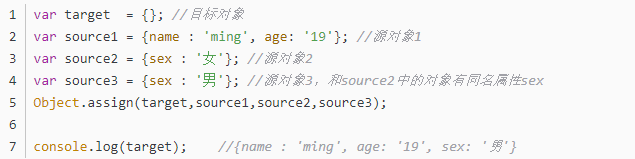 1 var target  = {}; //目标对象
2 var source1 = {name : 'ming', age: '19'}; //源对象1
3 var source2 = {sex : '女'}; //源对象2
4 var source3 = {sex : '男'}; //源对象3，和source2中的对象有同名属性sex
5 Object.assign(target,source1,source2,source3);
6
7 console.log(target);    //{name : 'ming', age: '19', sex: '男'}